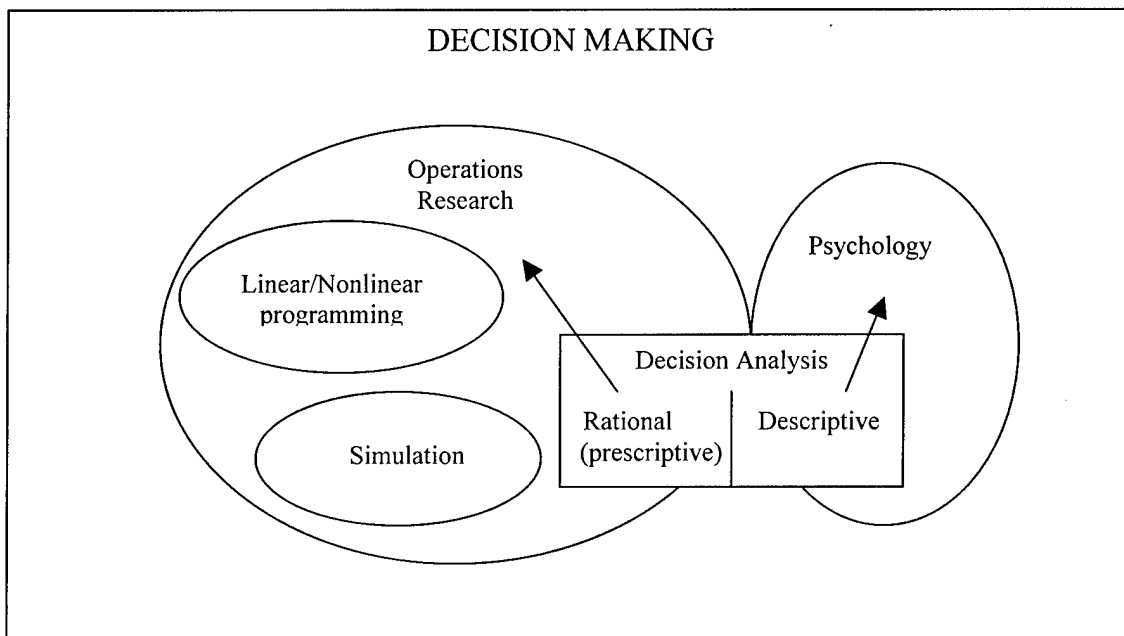 DECISION MAKING
Operations
Research
Psychology
Linear/Nonlinear
programming
Decision Analysis
Rational
(prescriptive)
Descriptive
Simulation